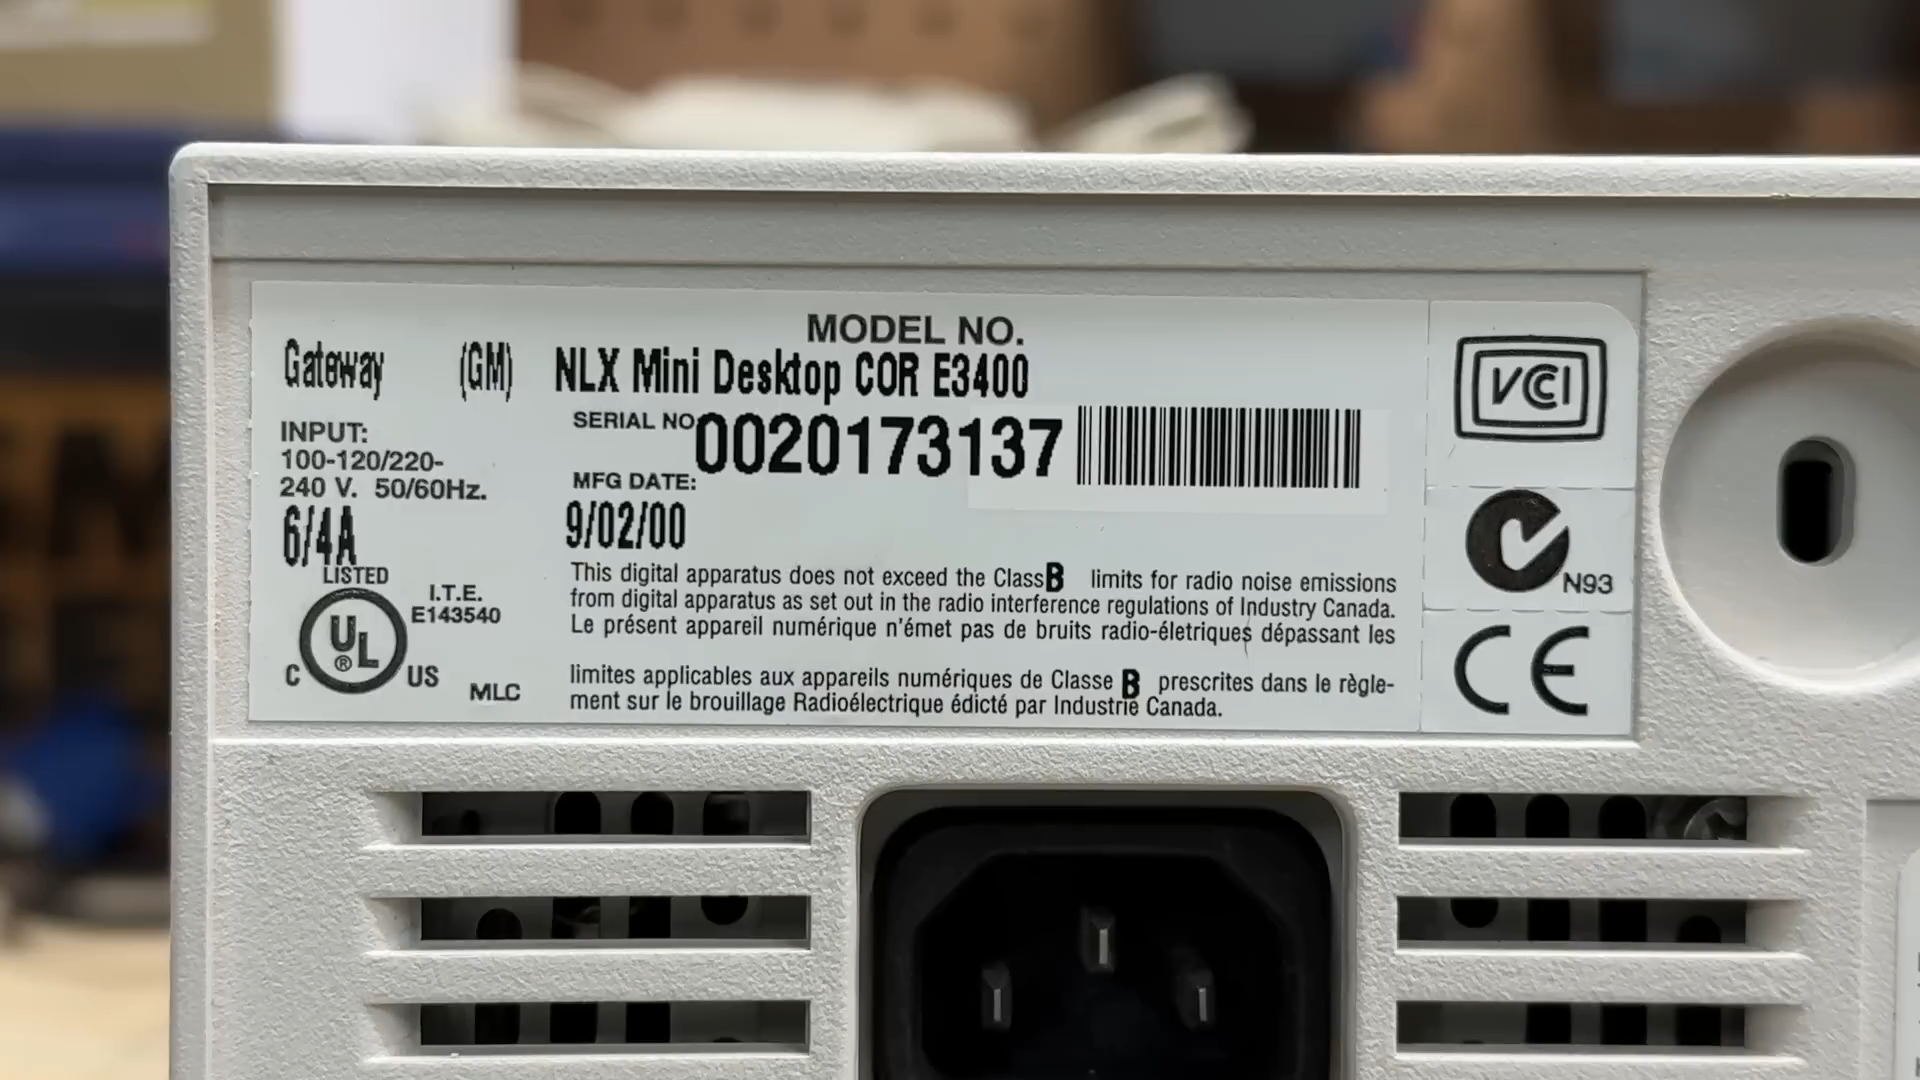 MODEL NO.
Gateway (GM) NLX Mini Desktop COR E3400
SERIAL NO. 0020173137
INPUT:
100-120/220-
240 V. 50/60Hz.
6/4A
MFG DATE:
9/02/00
LISTED
UL®
C US
I.T.E.
E143540
MLC
This digital apparatus does not exceed the Class B limits for radio noise emissions
from digital apparatus as set out in the radio interference regulations of Industry Canada.
Le présent appareil numérique n'émet pas de bruits radio-életriques dépassant les
limites applicables aux appareils numériques de Classe B prescrites dans le règle-
ment sur le brouillage Radioélectrique édicté par Industrie Canada.
VCCI
N93
CE